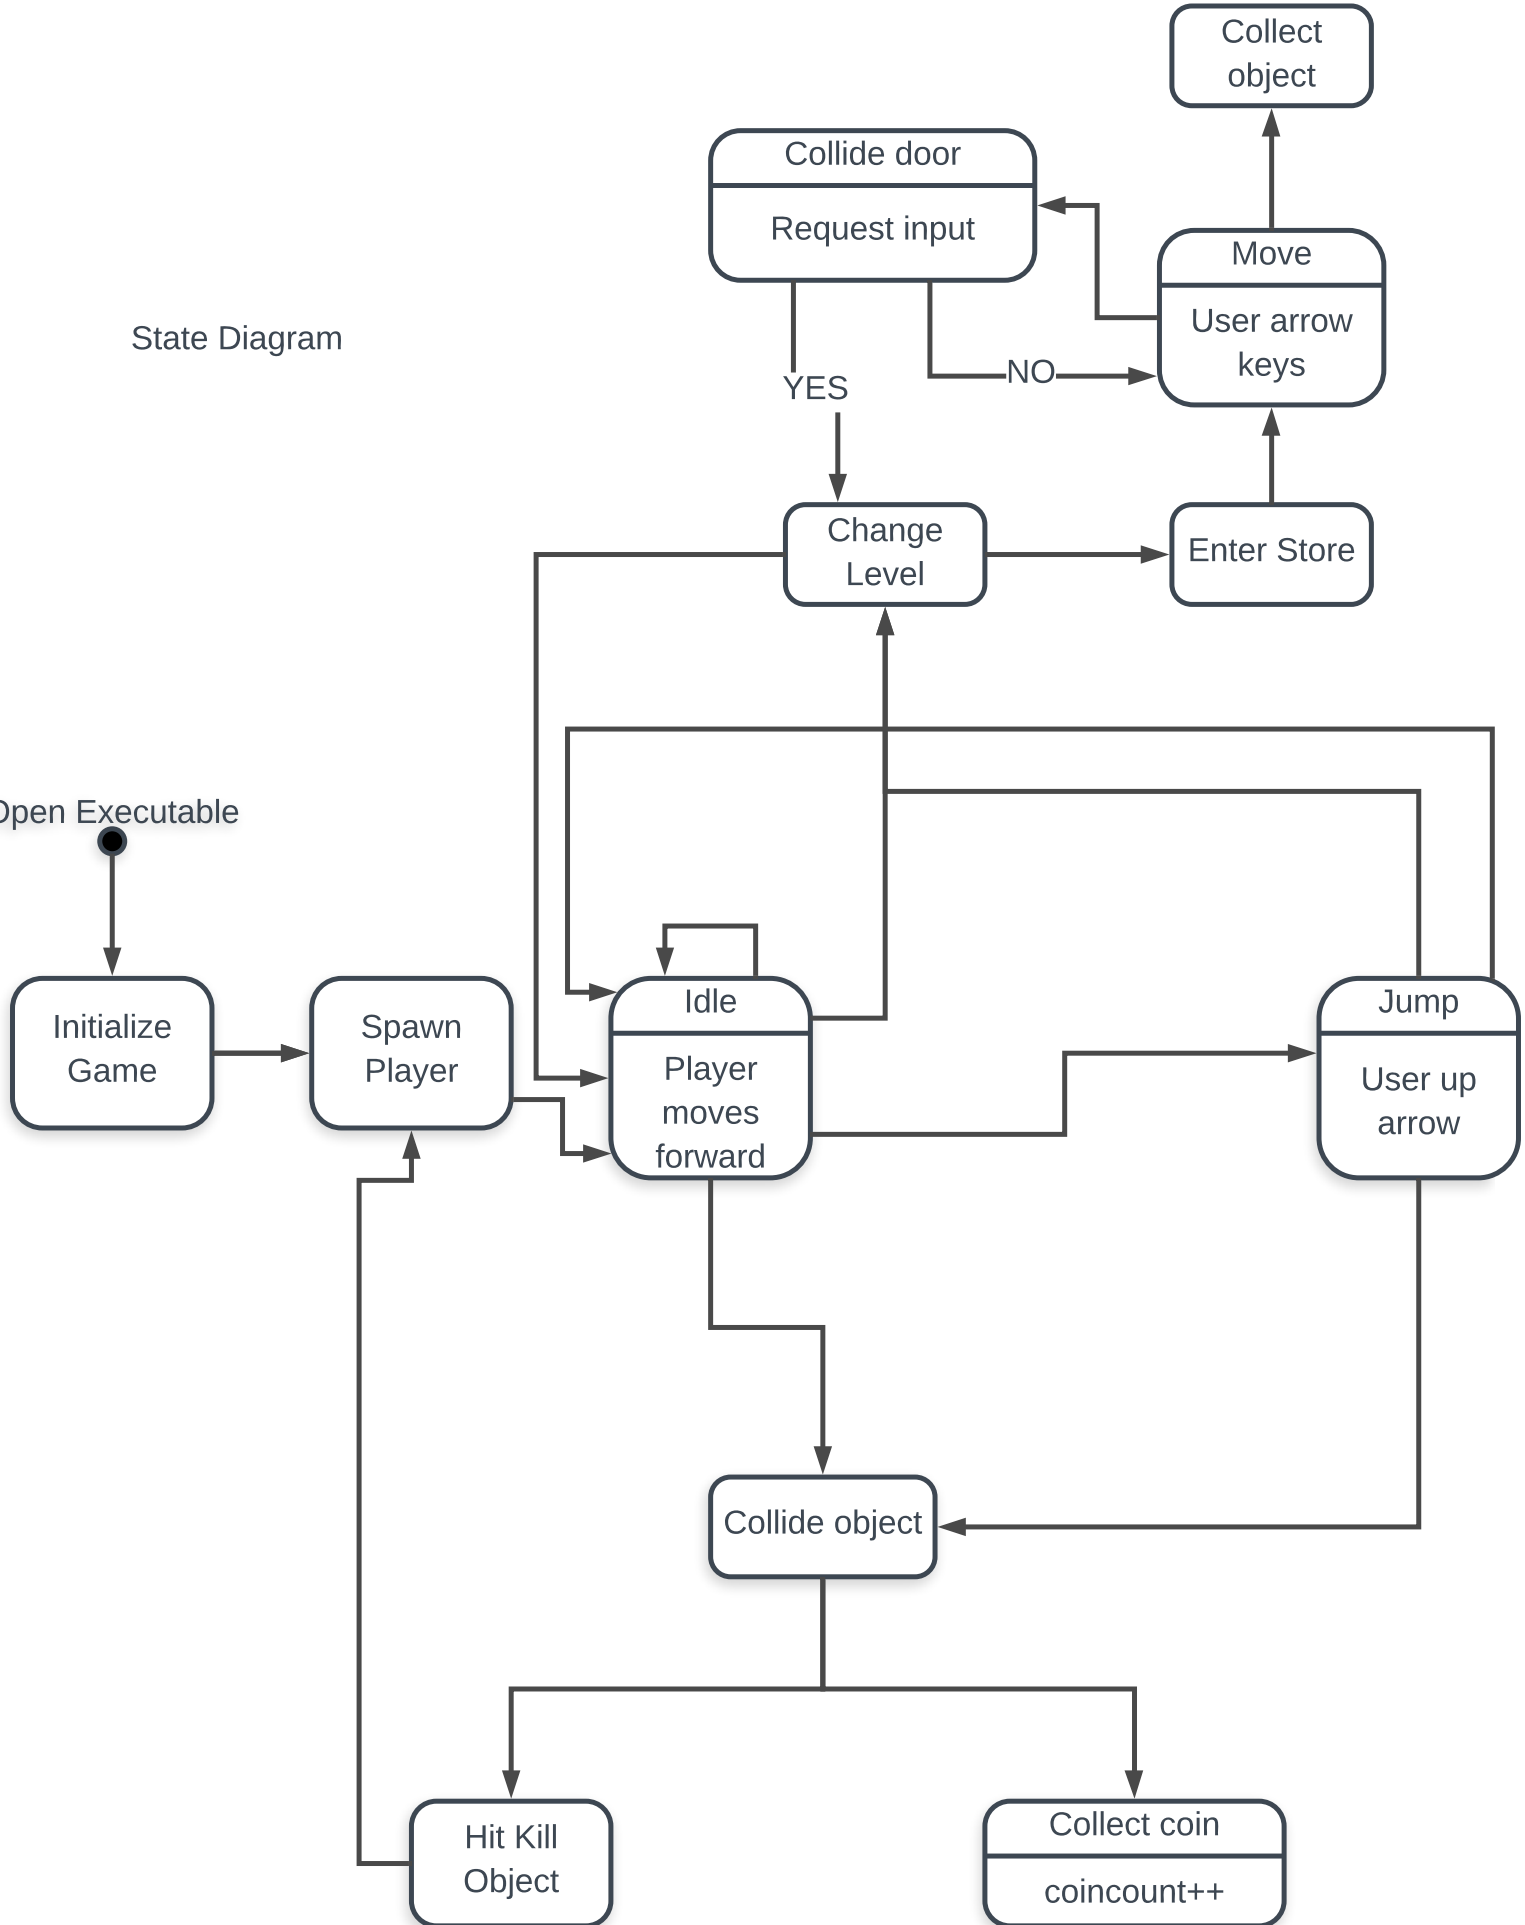 Collect
object
Collide door
Request input
Move
User arrow
keys
State Diagram
YES
NO
Change
Level
Enter Store
Open Executable
Initialize
Game
Spawn
Player
Idle
Player
moves
forward
Jump
User up
arrow
Collide object
Hit Kill
Object
Collect coin
coincount++